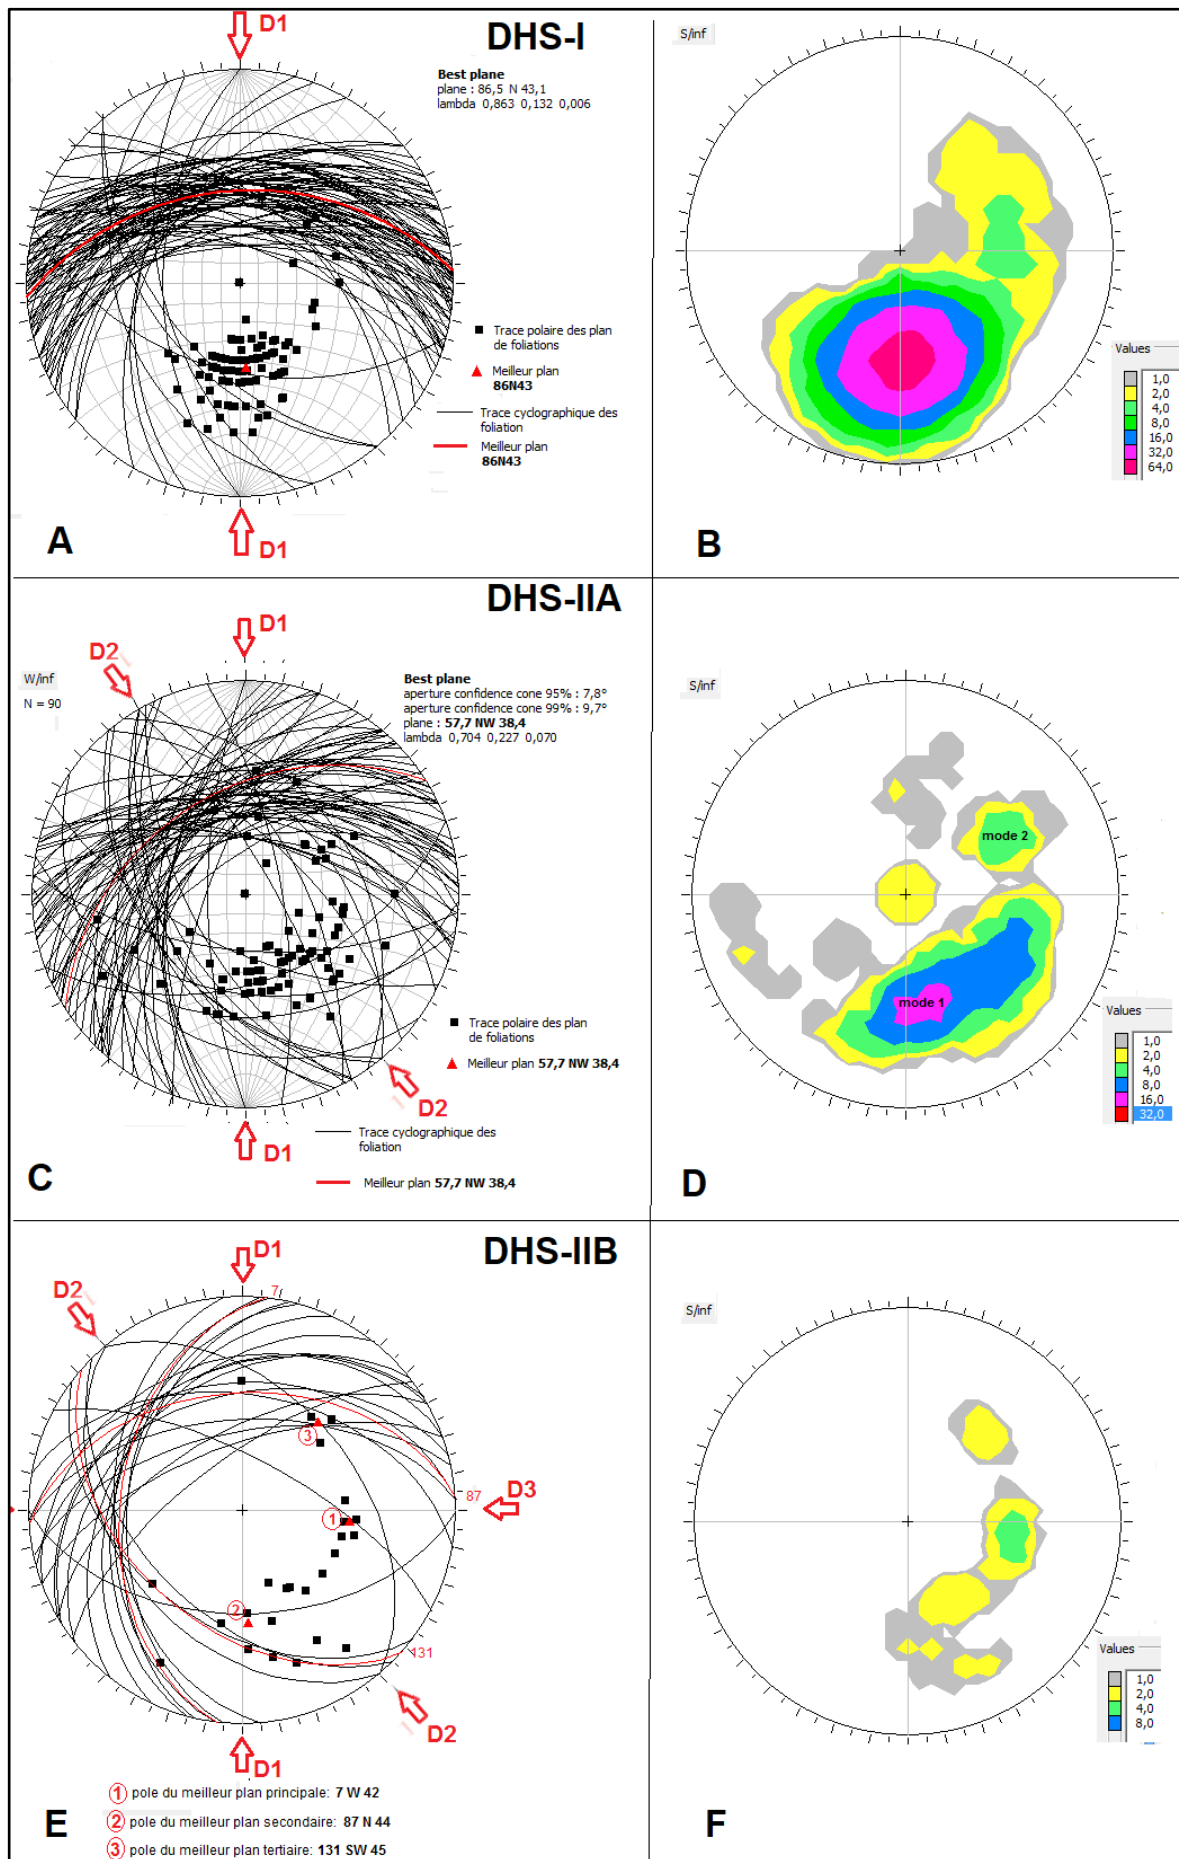 D1
DHS-I
Best plane
plane : 86,5 N 43,1
lambda 0,863 0,132 0,006
Trace polaire des plan
de foliations
Meilleur plan
86N43
Trace cyclographique des
foliation
Meilleur plan
86N43
A
D1
S/inf
B
Values
1,0
2,0
4,0
8,0
16,0
32,0
64,0
DHS-IIA
D1
D2
W/inf
N = 90
Best plane
aperture confidence cone 95% : 7,8°
aperture confidence cone 99% : 9,7°
plane : 57,7 NW 38,4
lambda 0,704 0,227 0,070
Trace polaire des plan
de foliations
Meilleur plan 57,7 NW 38,4
D2
D1
Trace cyclographique des
foliation
Meilleur plan 57,7 NW 38,4
C
S/inf
mode 2
mode 1
D
Values
1,0
2,0
4,0
8,0
16,0
32,0
DHS-IIB
D1
D2
7
3
87
D3
1
2
131
D2
D1
1 pole du meilleur plan principale: 7 W 42
2 pole du meilleur plan secondaire: 87 N 44
3 pole du meilleur plan tertiaire: 131 SW 45
E
S/inf
F
Values
1,0
2,0
4,0
8,0